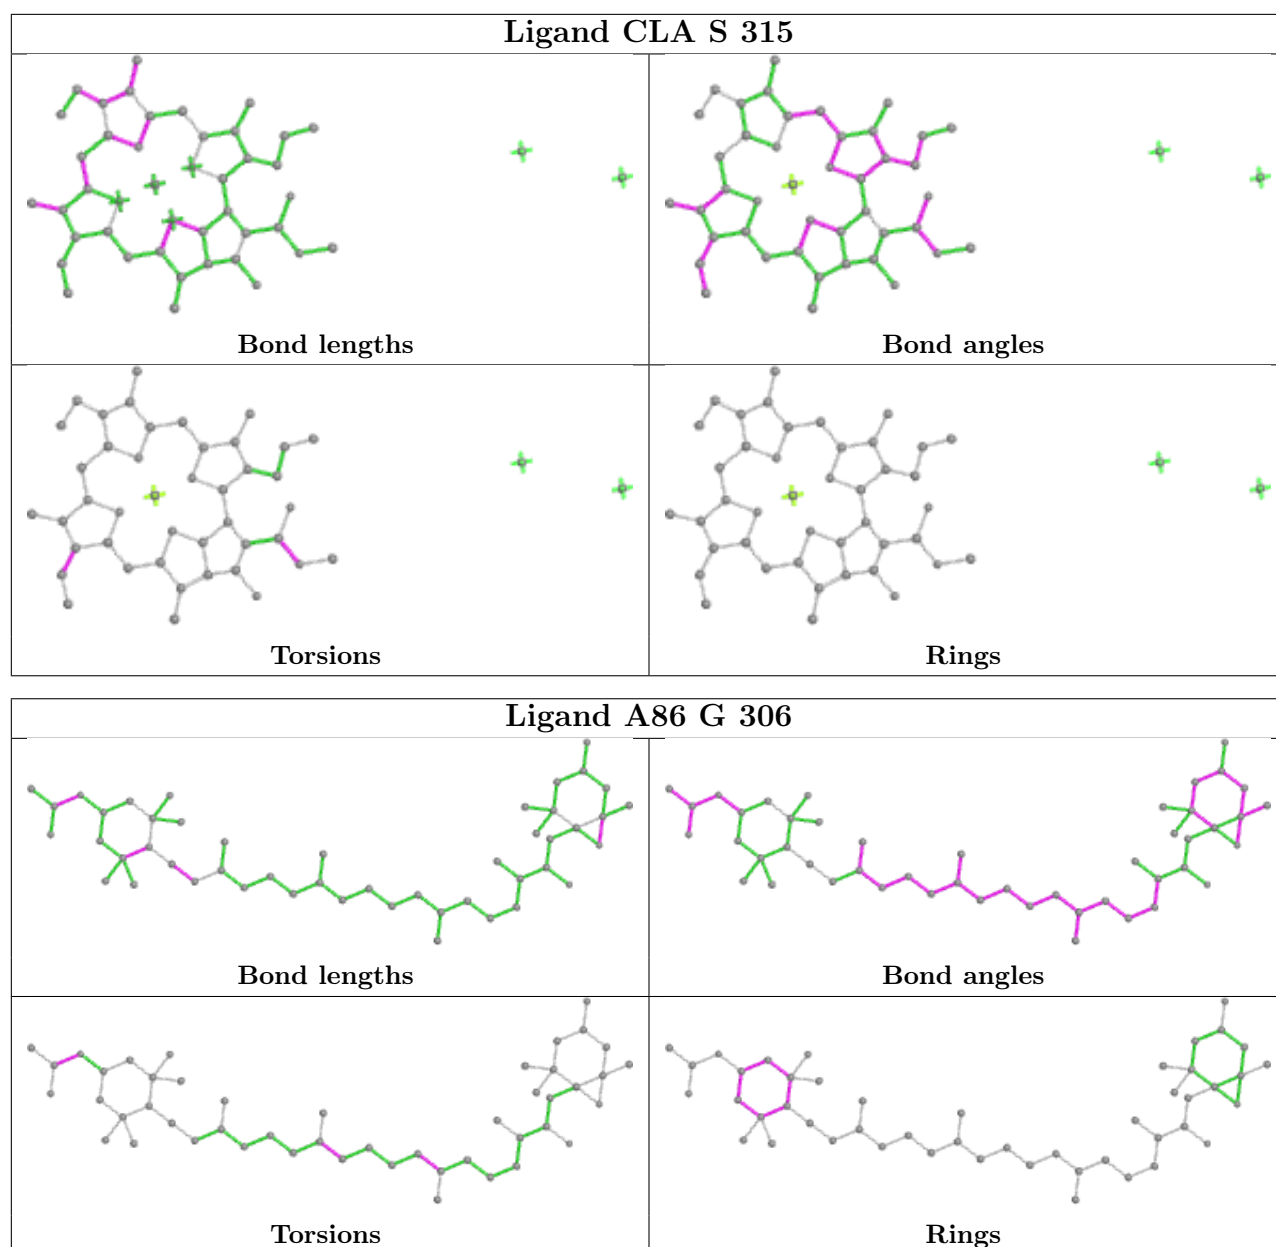 Ligand CLA S 315
Bond lengths
Bond angles
Torsions
Rings
Ligand A86 G 306
Bond lengths
Bond angles
Torsions
Rings